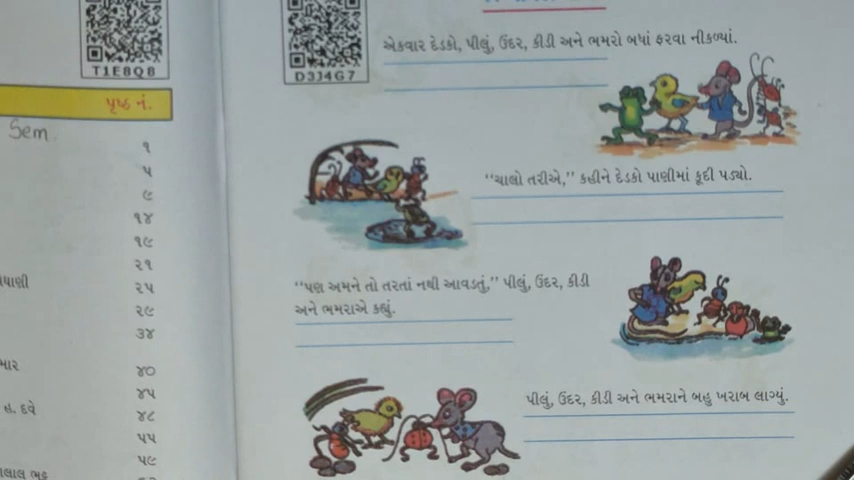 T1E8Q8
પૃષ્ઠ નં.
Sem
૧
૫
૯
૧૪
૧૯
૨૧
૨૫
૨૯
૩૪
માર
૪૦
૪૫
હ. દવે
૪૮
૫૫
૫૯
D3J4G7
એકવાર દેડકો, પીલું, ઉંદર, કીડી અને ભમરો બધાં ફરવા નીકળ્યાં.
“ચાલો તરીએ,” કહીને દેડકો પાણીમાં કૂદી પડ્યો.
“પણ અમને તો તરતાં નથી આવડતું,” પીલું, ઉંદર, કીડી
અને ભમરાએ કહ્યું.
પીલું, ઉંદર, કીડી અને ભમરાને બહુ ખરાબ લાગ્યું.